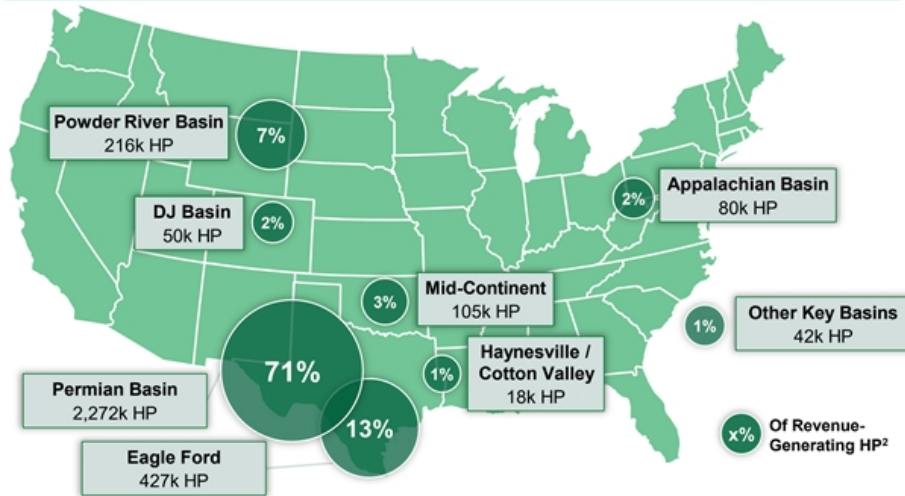 Powder River Basin
216k HP
7%
DJ Basin
50k HP
2%
2%
Appalachian Basin
80k HP
3%
Mid-Continent
105k HP
1%
Other Key Basins
42k HP
Haynesville /
Cotton Valley
18k HP
1%
71%
Permian Basin
2,272k HP
13%
Eagle Ford
427k HP
x%
Of Revenue-
Generating HP²